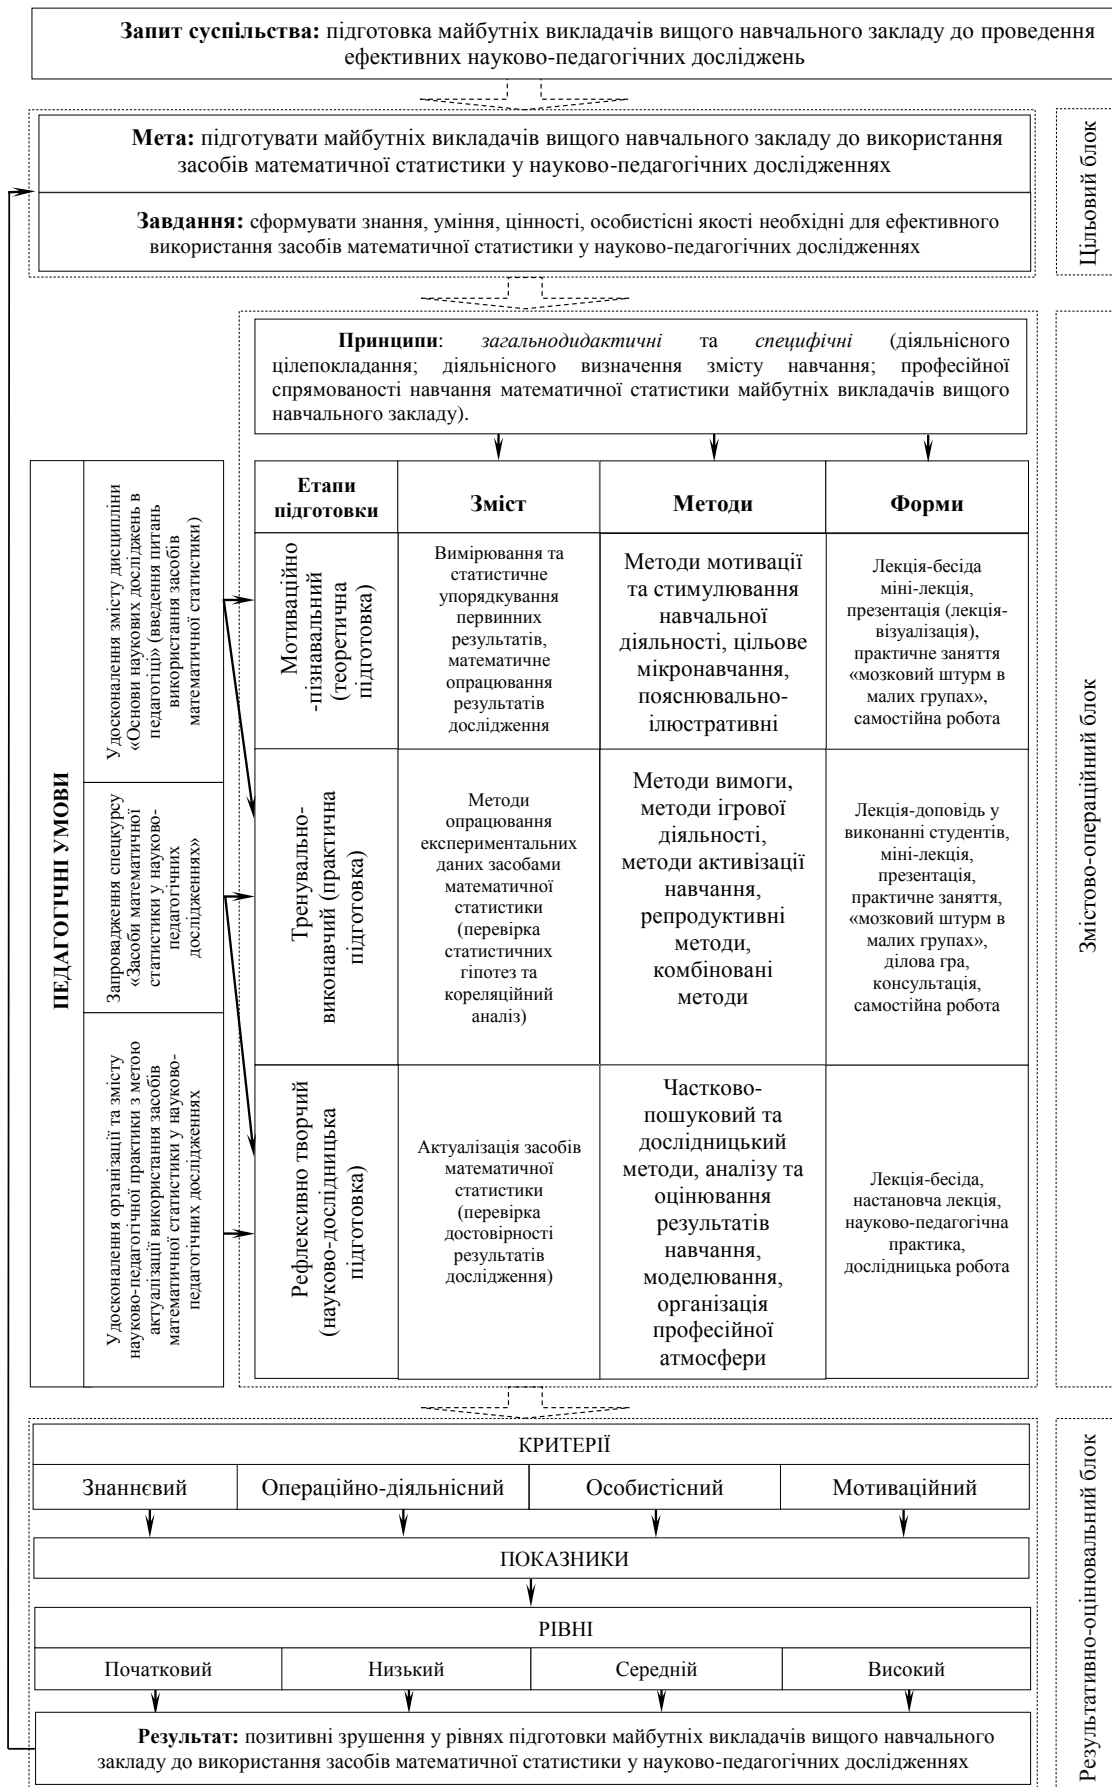 Запит суспільства: підготовка майбутніх викладачів вищого навчального закладу до проведення
ефективних науково-педагогічних досліджень
Мета: підготувати майбутніх викладачів вищого навчального закладу до використання
засобів математичної статистики у науково-педагогічних дослідженнях
Завдання: сформувати знання, уміння, цінності, особистісні якості необхідні для ефективного
використання засобів математичної статистики у науково-педагогічних дослідженнях
Цільовий блок
Принципи: загальнодидактичні та специфічні (діяльнісного
цілепокладання; діяльнісного визначення змісту навчання; професійної
спрямованості навчання математичної статистики майбутніх викладачів вищого
навчального закладу).
ПЕДАГОГІЧНІ УМОВИ
Удосконалення змісту дисципліни
«Основи наукових досліджень в
педагогіці» (введення питань
використання засобів
математичної статистики)
Запровадження спецкурсу
«Засоби математичної
статистики у науково-
педагогічних
дослідженнях»
Удосконалення організації та змісту
науково-педагогічної практики з метою
актуалізації використання засобів
математичної статистики у науково-
педагогічних дослідженнях
Етапи
підготовки
Зміст
Методи
Форми
Мотиваційно
-пізнавальний
(теоретична
підготовка)
Вимірювання та
статистичне
упорядкування
первинних
результатів,
математичне
опрацювання
результатів
дослідження
Методи мотивації
та стимулювання
навчальної
діяльності, цільове
мікронавчання,
пояснювально-
ілюстративні
Лекція-бесіда
міні-лекція,
презентація (лекція-
візуалізація),
практичне заняття
«мозковий штурм в
малих групах»,
самостійна робота
Тренувально-
виконавчий (практична
підготовка)
Методи
опрацювання
експериментальних
даних засобами
математичної
статистики
(перевірка
статистичних
гіпотез та
кореляційний
аналіз)
Методи вимоги,
методи ігрової
діяльності,
методи активізації
навчання,
репродуктивні
методи,
комбіновані
методи
Лекція-доповідь у
виконанні студентів,
міні-лекція,
презентація,
практичне заняття,
«мозковий штурм в
малих групах»,
ділова гра,
консультація,
самостійна робота
Рефлексивно творчий
(науково-дослідницька
підготовка)
Актуалізація засобів
математичної
статистики
(перевірка
достовірності
результатів
дослідження)
Частково-
пошуковий та
дослідницький
методи, аналізу та
оцінювання
результатів
навчання,
моделювання,
організація
професійної
атмосфери
Лекція-бесіда,
настановча лекція,
науково-педагогічна
практика,
дослідницька робота
Змістово-операційний блок
КРИТЕРІЇ
Знаннєвий
Операційно-діяльнісний
Особистісний
Мотиваційний
ПОКАЗНИКИ
РІВНІ
Початковий
Низький
Середній
Високий
Результат: позитивні зрушення у рівнях підготовки майбутніх викладачів вищого навчального
закладу до використання засобів математичної статистики у науково-педагогічних дослідженнях
Результативно-оцінювальний блок